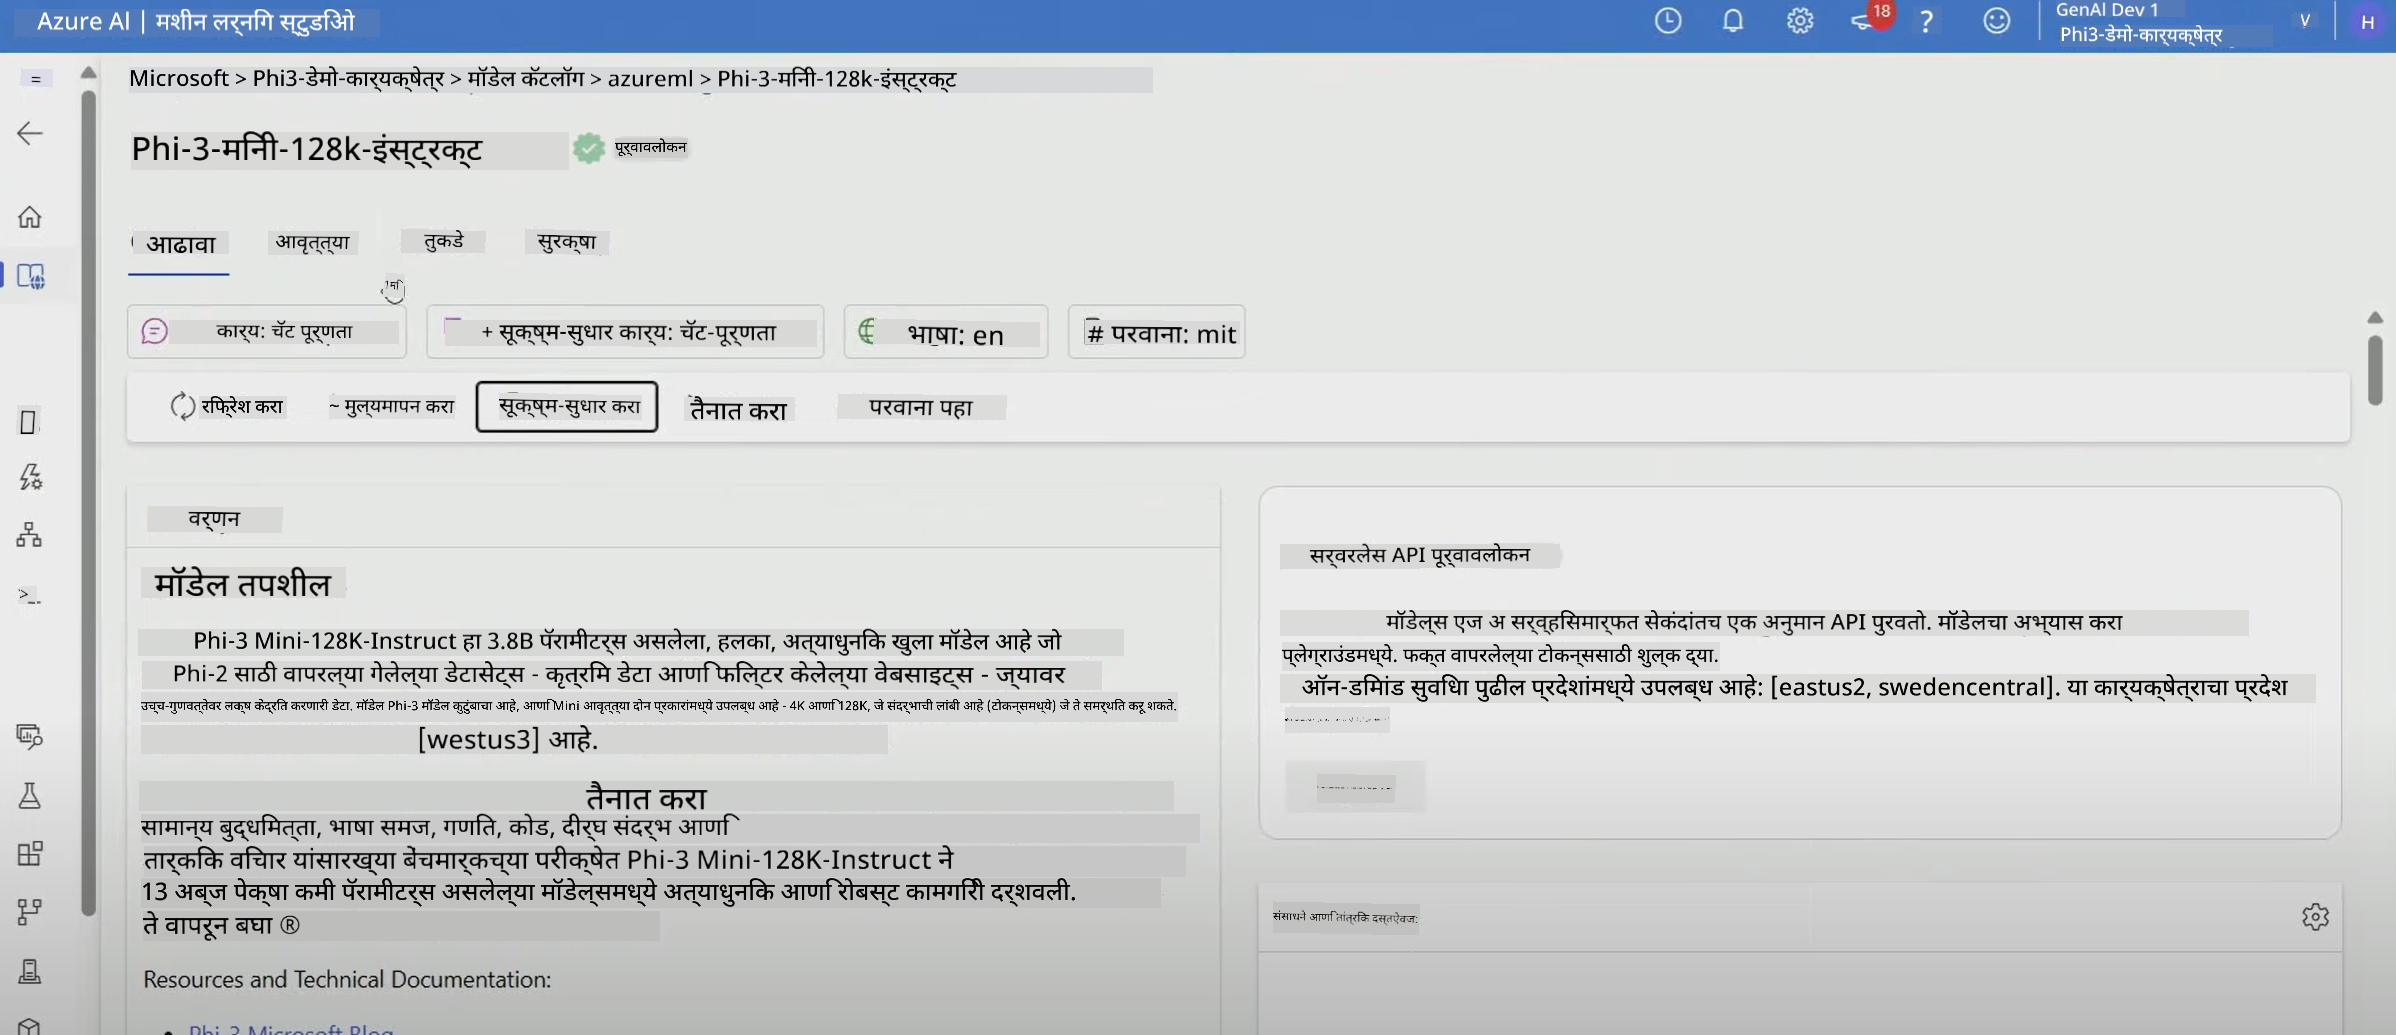 Azure AI | मशीन लर्निंग स्टुडिओ
18
?
GenAI Dev 1
Phi3-डेमो-कार्यक्षेत्र
V
H
=
Microsoft > Phi3-डेमो-कार्यक्षेत्र > मॉडेल कॅटलॉग > azureml > Phi-3-मिनी-128k-इंस्ट्रक्ट
Phi-3-मिनी-128k-इंस्ट्रक्ट
पूर्वावलोकन
आढावा
आवृत्त्या
तुकडे
सुरक्षा
कार्य: चॅट पूर्णता
+ सूक्ष्म-सुधार कार्य: चॅट-पूर्णता
भाषा: en
# परवाना: mit
रिफ्रेश करा
~ मुल्यमापन करा
सूक्ष्म-सुधार करा
तैनात करा
परवाना पहा
वर्णन
मॉडेल तपशील
Phi-3 Mini-128K-Instruct हा 3.8B पॅरामीटर्स असलेला, हलका, अत्याधुनिक खुला मॉडेल आहे जो
Phi-2 साठी वापरल्या गेलेल्या डेटासेट्स - कृत्रिम डेटा आणि फिल्टर केलेल्या वेबसाइट्स - ज्यावर
उच्च-गुणवत्तेवर लक्ष केंद्रित करणारी डेटा. मॉडेल Phi-3 मॉडेल कुटुंबाचा आहे, आणि Mini आवृत्त्या दोन प्रकारांमध्ये उपलब्ध आहे - 4K आणि 128K, जे संदर्भाची लांबी आहे (टोकन्समध्ये) जे ते समर्थित करू शकते.
[westus3] आहे.
तैनात करा
सामान्य बुद्धिमत्ता, भाषा समज, गणित, कोड, दीर्घ संदर्भ आणि
तार्किक विचार यांसारख्या बेंचमार्कच्या परीक्षेत Phi-3 Mini-128K-Instruct ने
13 अब्ज पेक्षा कमी पॅरामीटर्स असलेल्या मॉडेल्समध्ये अत्याधुनिक आणि रोबस्ट कामगिरी दर्शवली.
ते वापरून बघा ®
Resources and Technical Documentation:
Phi-3 Microsoft Blog
सर्वरलेस API पूर्वावलोकन
मॉडेल्स एज अ सर्व्हिसमार्फत सेकंदांतच एक अनुमान API पुरवतो. मॉडेलचा अभ्यास करा
प्लेग्राउंडमध्ये. फक्त वापरलेल्या टोकन्ससाठी शुल्क द्या.
ऑन-डिमांड सुविधा पुढील प्रदेशांमध्ये उपलब्ध आहे: [eastus2, swedencentral]. या कार्यक्षेत्राचा प्रदेश
संसाधने आणि तांत्रिक दस्तऐवज: